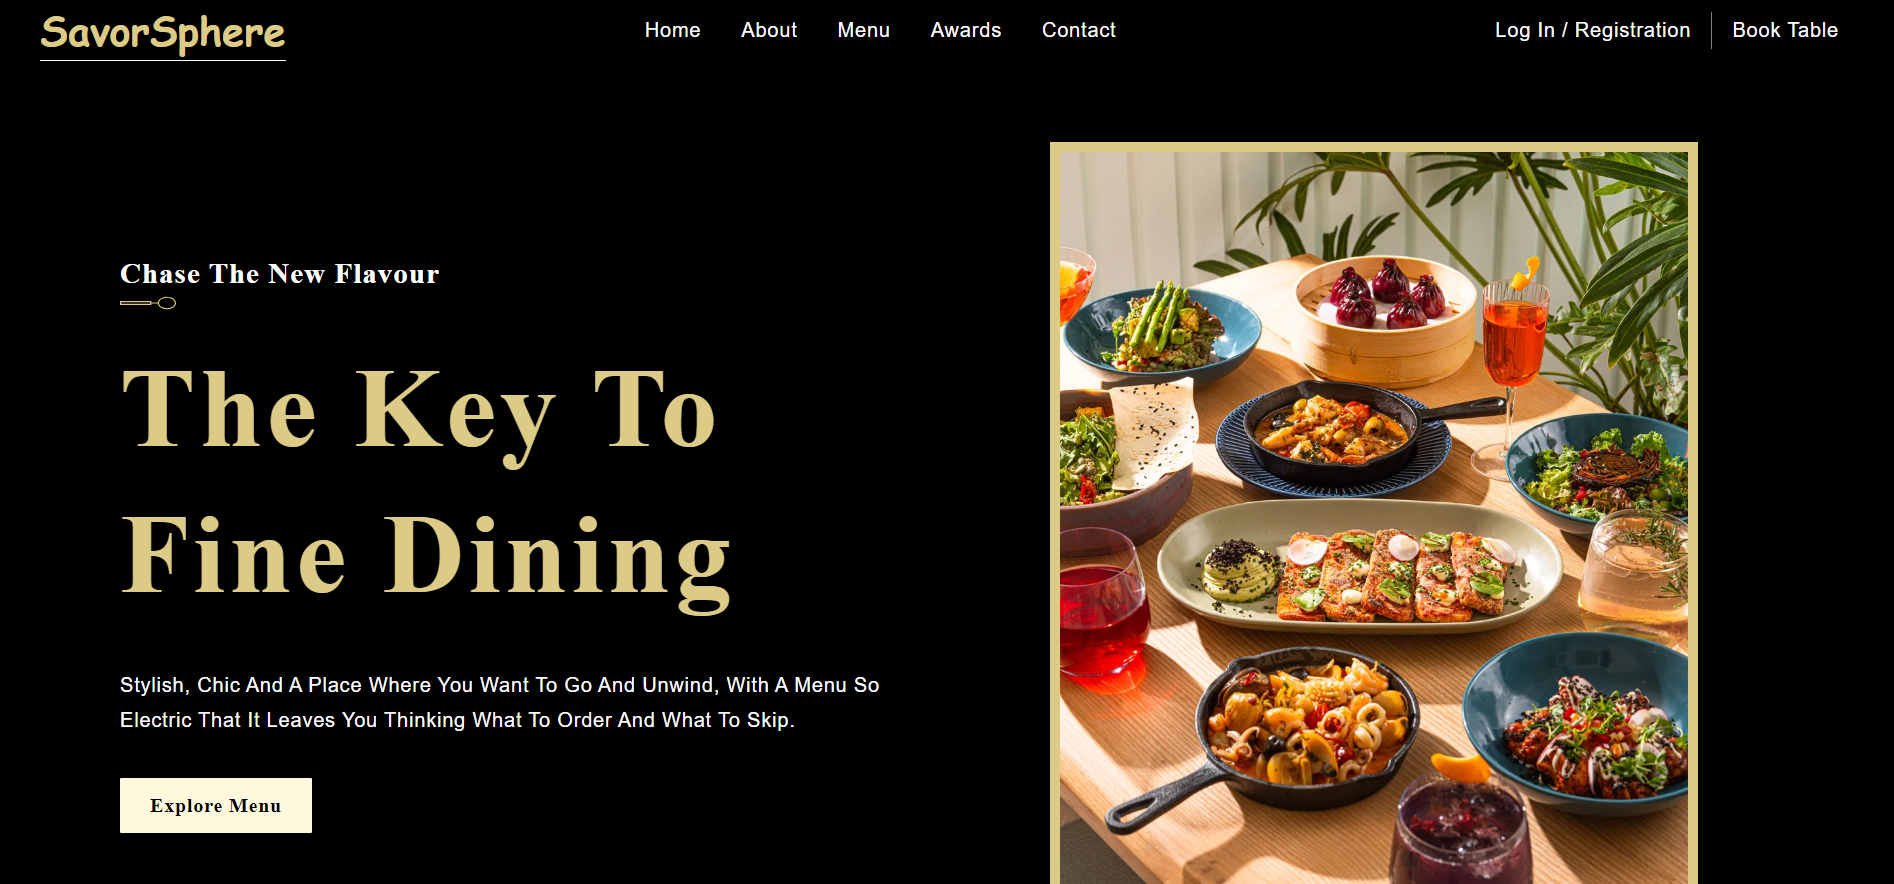 SavorSphere
Home
About
Menu
Awards
Contact
Log In / Registration
Book Table
Chase The New Flavour
The Key To
Fine Dining
Stylish, Chic And A Place Where You Want To Go And Unwind, With A Menu So
Electric That It Leaves You Thinking What To Order And What To Skip.
Explore Menu